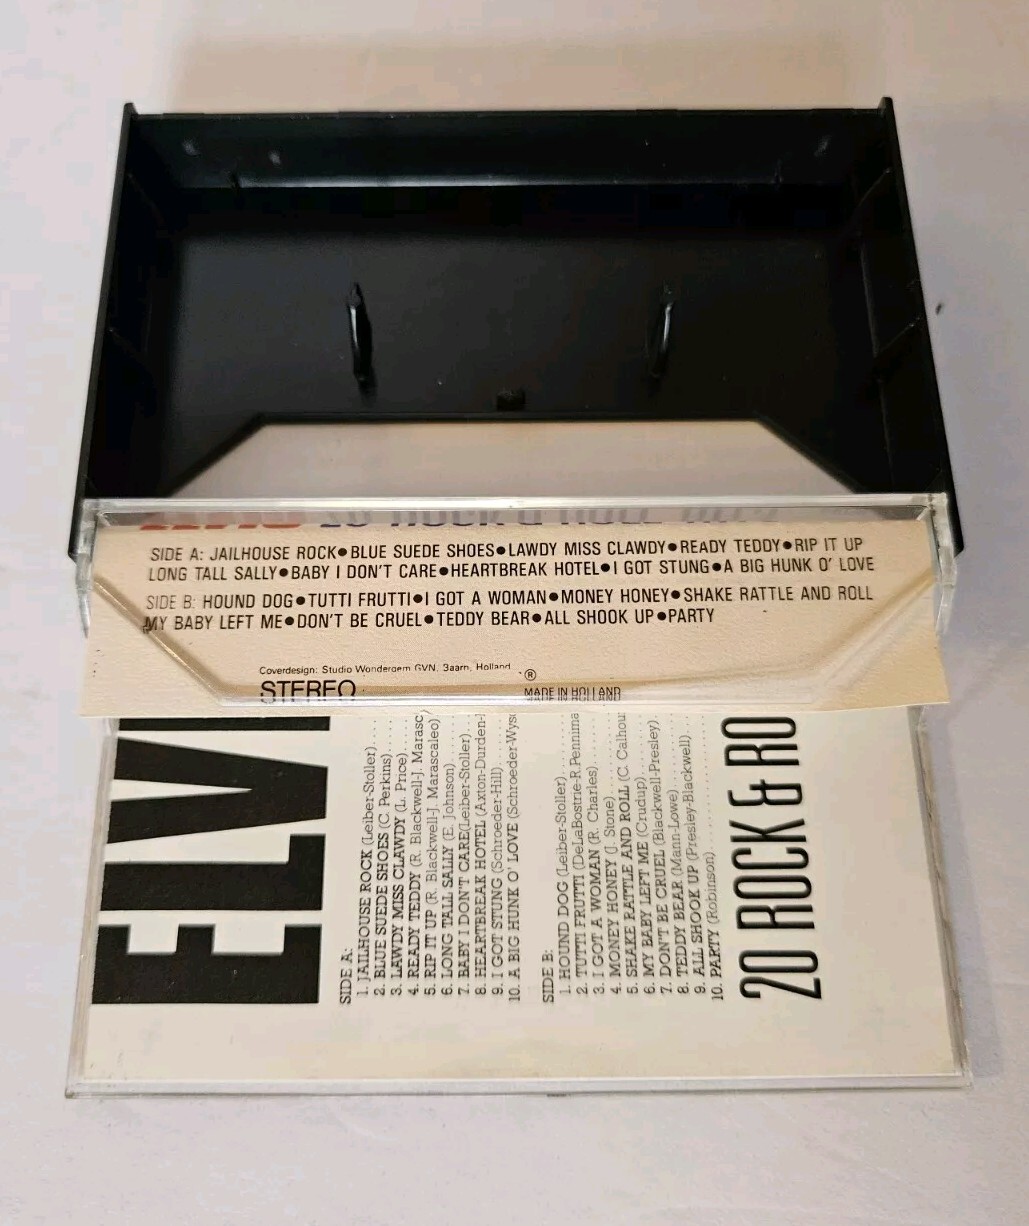 SIDE A: JAILHOUSE ROCK●BLUE SUEDE SHOES●LAWDY MISS CLAWDY●READY TEDDY●RIP IT UP
LONG TALL SALLY●BABY I DON'T CARE●HEARTBREAK HOTEL●I GOT STUNG●A BIG HUNK O' LOVE
SIDE B: HOUND DOG●TUTTI FRUTTI●I GOT A WOMAN●MONEY HONEY●SHAKE RATTLE AND ROLL
MY BABY LEFT ME●DON'T BE CRUEL●TEDDY BEAR●ALL SHOOK UP●PARTY
Coverdesign: Studio Wondergem GVN, Baarn, Holland
®
STEREO
MADE IN HOLLAND
ELVI
SIDE A:
1. JAILHOUSE ROCK (Leiber-Stoller)
2. BLUE SUEDE SHOES (C. Perkins)
3. LAWDY MISS CLAWDY (L. Price)
4. READY TEDDY (R. Blackwell-J. Marasc
5. RIP IT UP (R. Blackwell-J. Marascaleo)
6. LONG TALL SALLY (E. Johnson)
7. BABY I DON'T CARE(Leiber-Stoller)
8. HEARTBREAK HOTEL (Axton-Durden-
9. I GOT STUNG (Schroeder-Hill)
10. A BIG HUNK O' LOVE (Schroeder-Wys
SIDE B:
1. HOUND DOG (Leiber-Stoller)
2. TUTTI FRUTTI (DeLaBostrie-R.Pennima
3. I GOT A WOMAN (R. Charles)
4. MONEY HONEY (J. Stone)
5. SHAKE RATTLE AND ROLL (C. Calhou
6. MY BABY LEFT ME (Crudup)
7. DON'T BE CRUEL (Blackwell-Presley)
8. TEDDY BEAR (Mann-Lowe)
9. ALL SHOOK UP (Presley-Blackwell)
10. PARTY (Robinson)
20 ROCK & RO